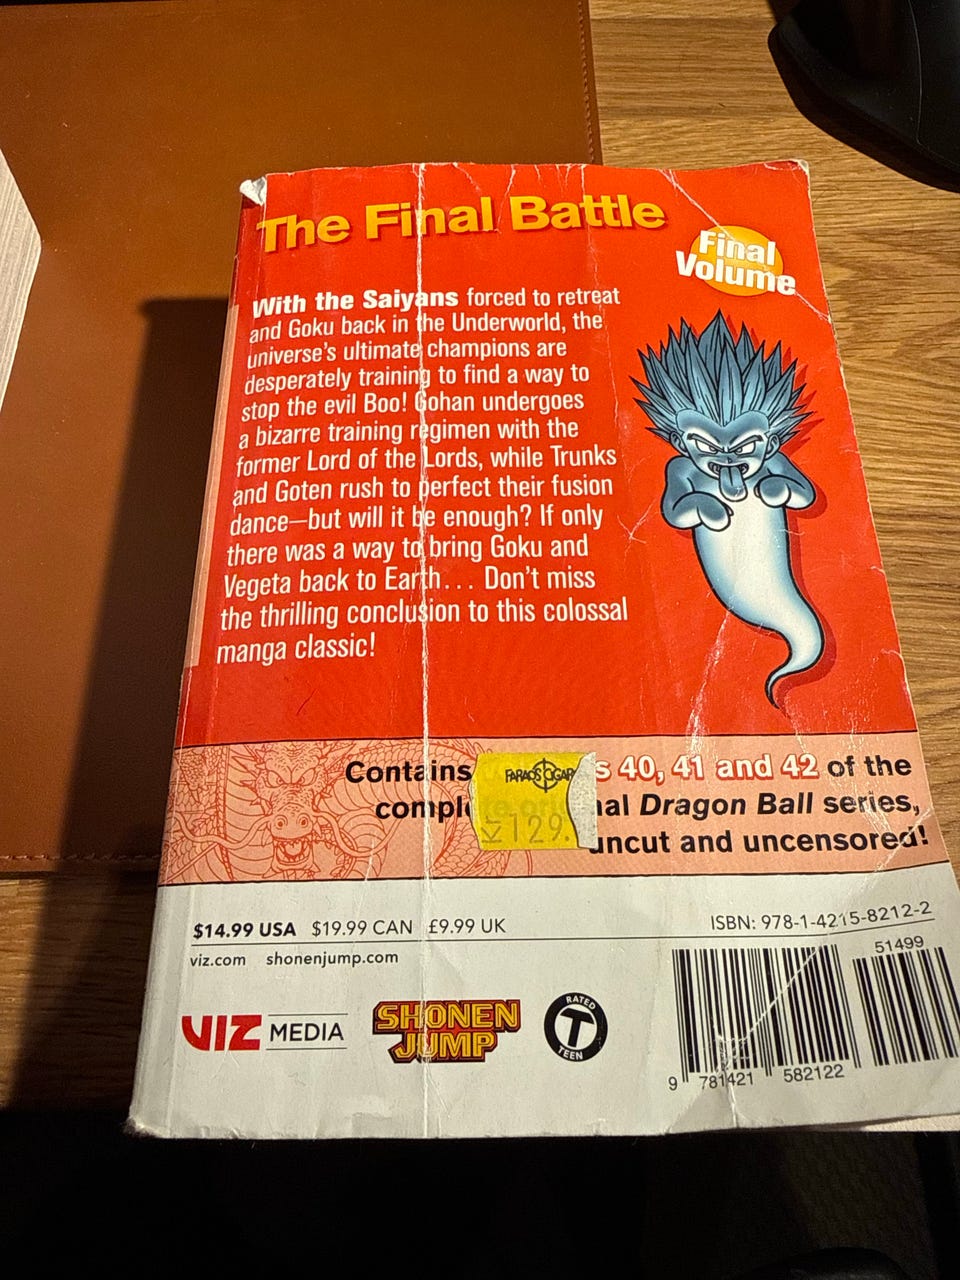 The Final Battle
Final
Volume
With the Saiyans forced to retreat
and Goku back in the Underworld, the
universe's ultimate champions are
desperately training to find a way to
stop the evil Boo! Gohan undergoes
a bizarre training regimen with the
former Lord of the Lords, while Trunks
and Goten rush to perfect their fusion
dance—but will it be enough? If only
there was a way to bring Goku and
Vegeta back to Earth... Don't miss
the thrilling conclusion to this colossal
manga classic!
Contains s 40, 41 and 42 of the
complete original Dragon Ball series,
uncut and uncensored!
FARAOS CIGAR
129.
$14.99 USA $19.99 CAN £9.99 UK
viz.com shonenjump.com
ISBN: 978-1-4215-8212-2
51499
VIZ MEDIA
SHONEN
JUMP
RATED
T
TEEN
9 781421 582122